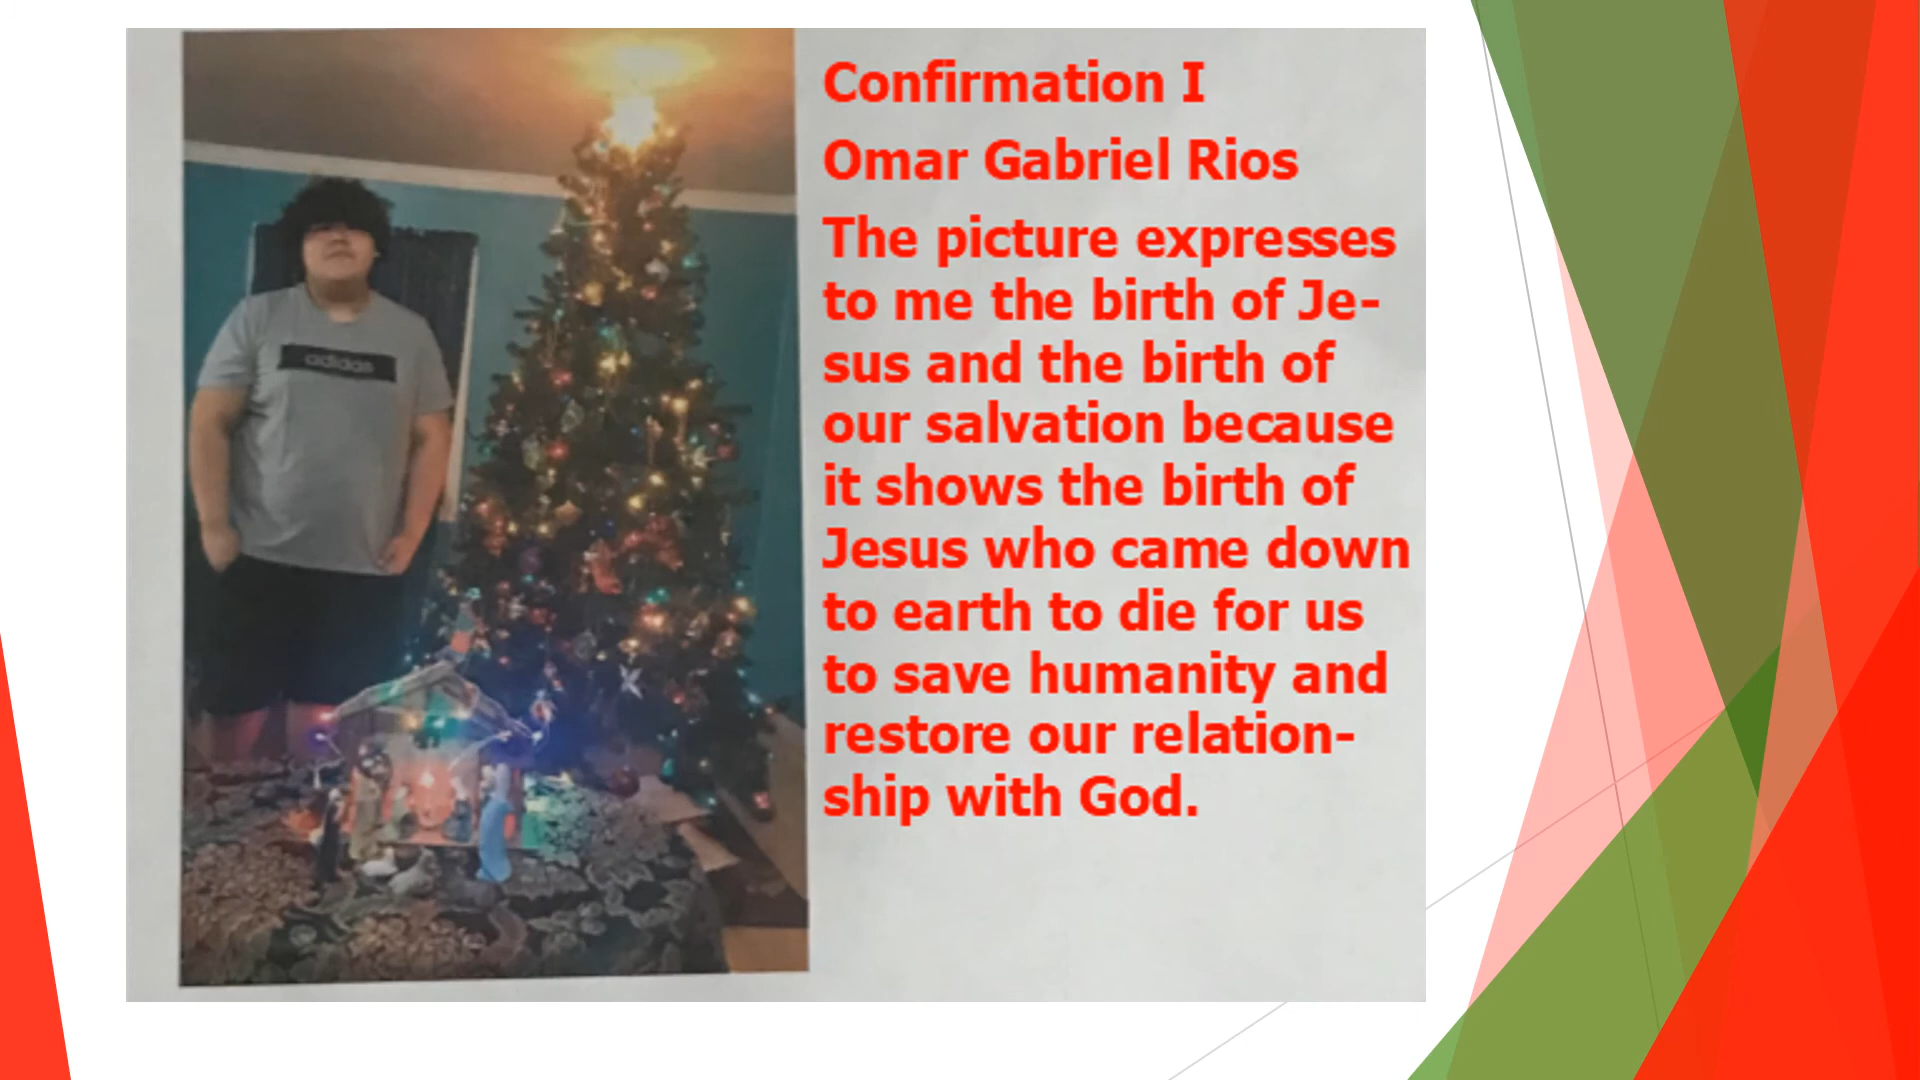 Confirmation I
Omar Gabriel Rios
The picture expresses
to me the birth of Je-
sus and the birth of
our salvation because
it shows the birth of
Jesus who came down
to earth to die for us
to save humanity and
restore our relation-
ship with God.
adidas